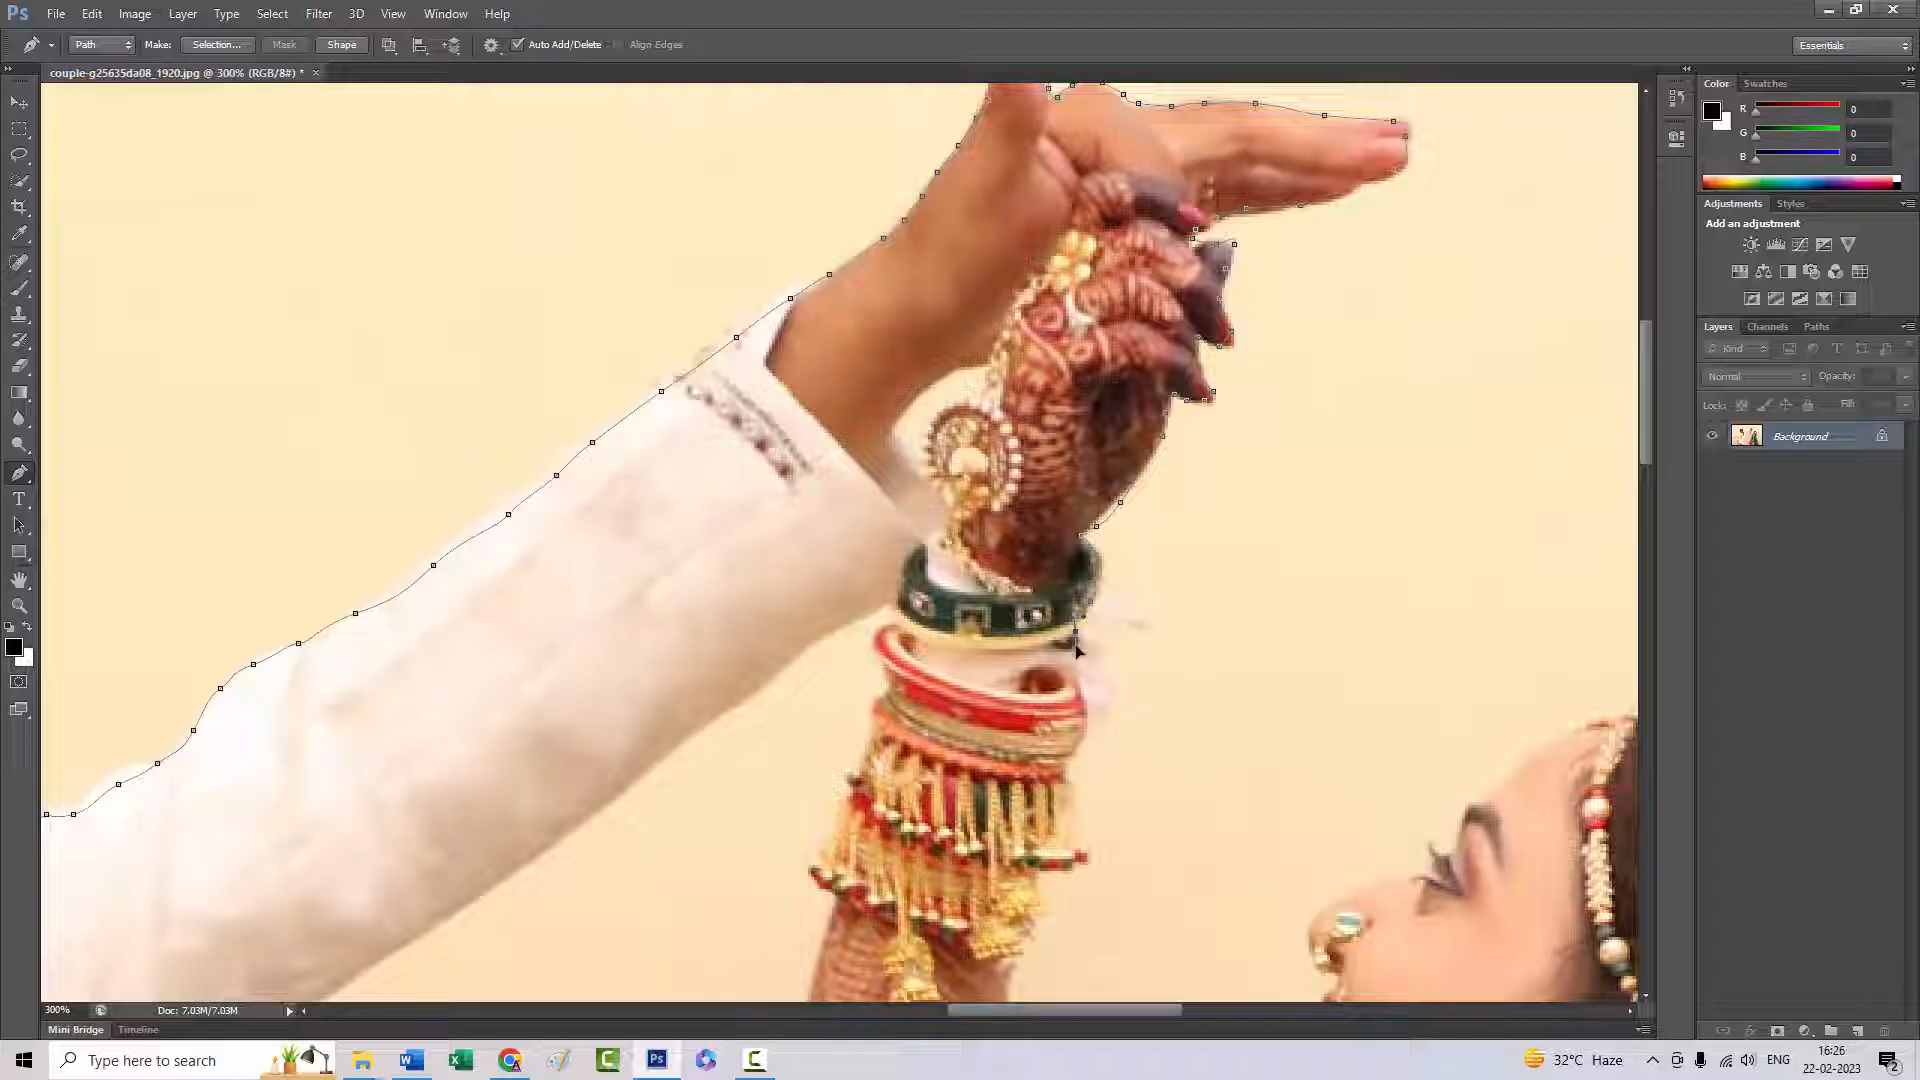 Ps File Edit Image Layer Type Select Filter 3D View Window Help
Path Make: Selection... Mask Shape Auto Add/Delete Align Edges Essentials
couple-g25635da08_1920.jpg @ 300% (RGB/8#) * ×
Color Swatches
R 0
G 0
B 0
Adjustments Styles
Add an adjustment
Layers Channels Paths
Kind
Normal Opacity:
Lock: Fill:
Background
300% Doc: 7.03M/7.03M
Mini Bridge Timeline
Type here to search
32°C Haze ENG 16:26
22-02-2023
2